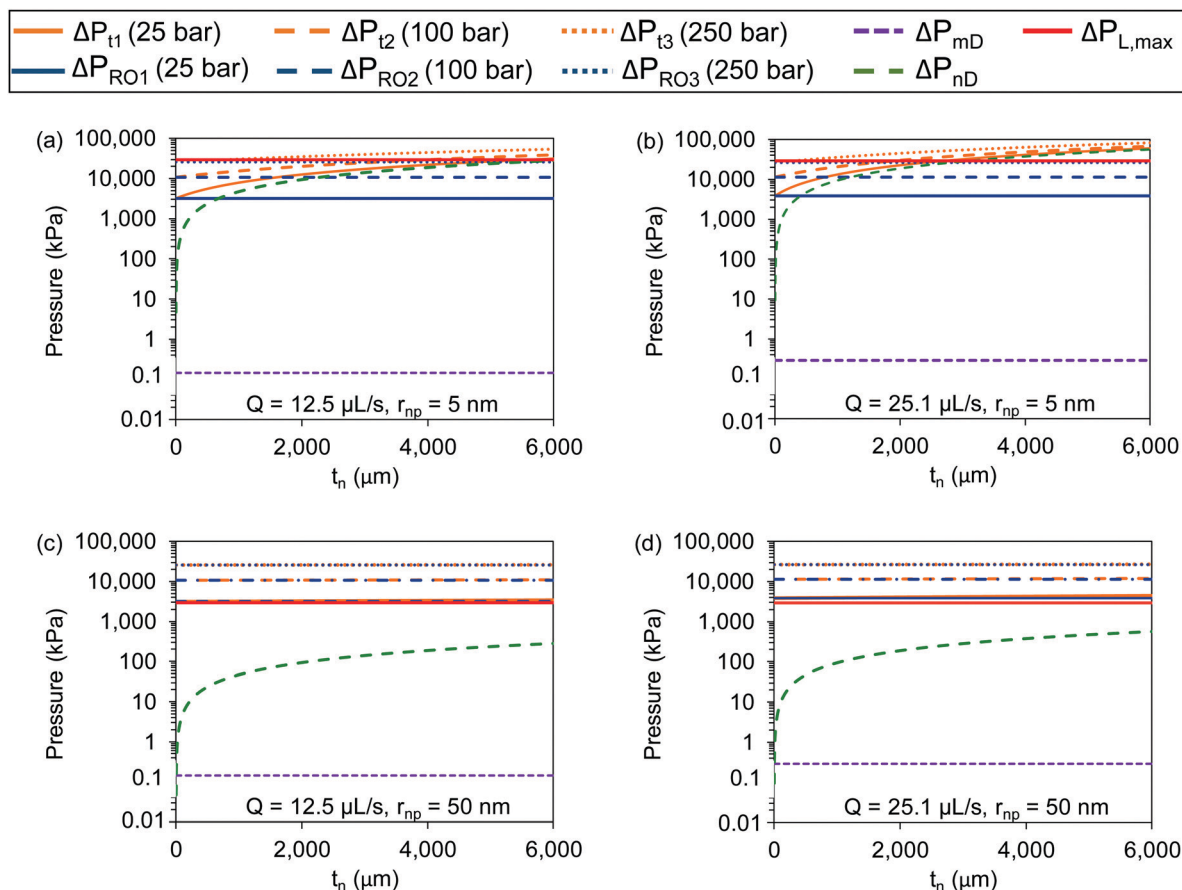 ΔPt1 (25 bar) ΔPt2 (100 bar) ΔPt3 (250 bar) ΔPmD ΔPL,max
ΔPRO1 (25 bar) ΔPRO2 (100 bar) ΔPRO3 (250 bar) ΔPnD
(a)
Pressure (kPa)
100,000
10,000
1,000
100
10
1
0.1
0.01
Q = 12.5 µL/s, rnp = 5 nm
0 2,000 4,000 6,000
tn (µm)
(b)
Pressure (kPa)
100,000
10,000
1,000
100
10
1
0.1
0.01
Q = 25.1 µL/s, rnp = 5 nm
0 2,000 4,000 6,000
tn (µm)
(c)
Pressure (kPa)
100,000
10,000
1,000
100
10
1
0.1
0.01
Q = 12.5 µL/s, rnp = 50 nm
0 2,000 4,000 6,000
tn (µm)
(d)
Pressure (kPa)
100,000
10,000
1,000
100
10
1
0.1
0.01
Q = 25.1 µL/s, rnp = 50 nm
0 2,000 4,000 6,000
tn (µm)